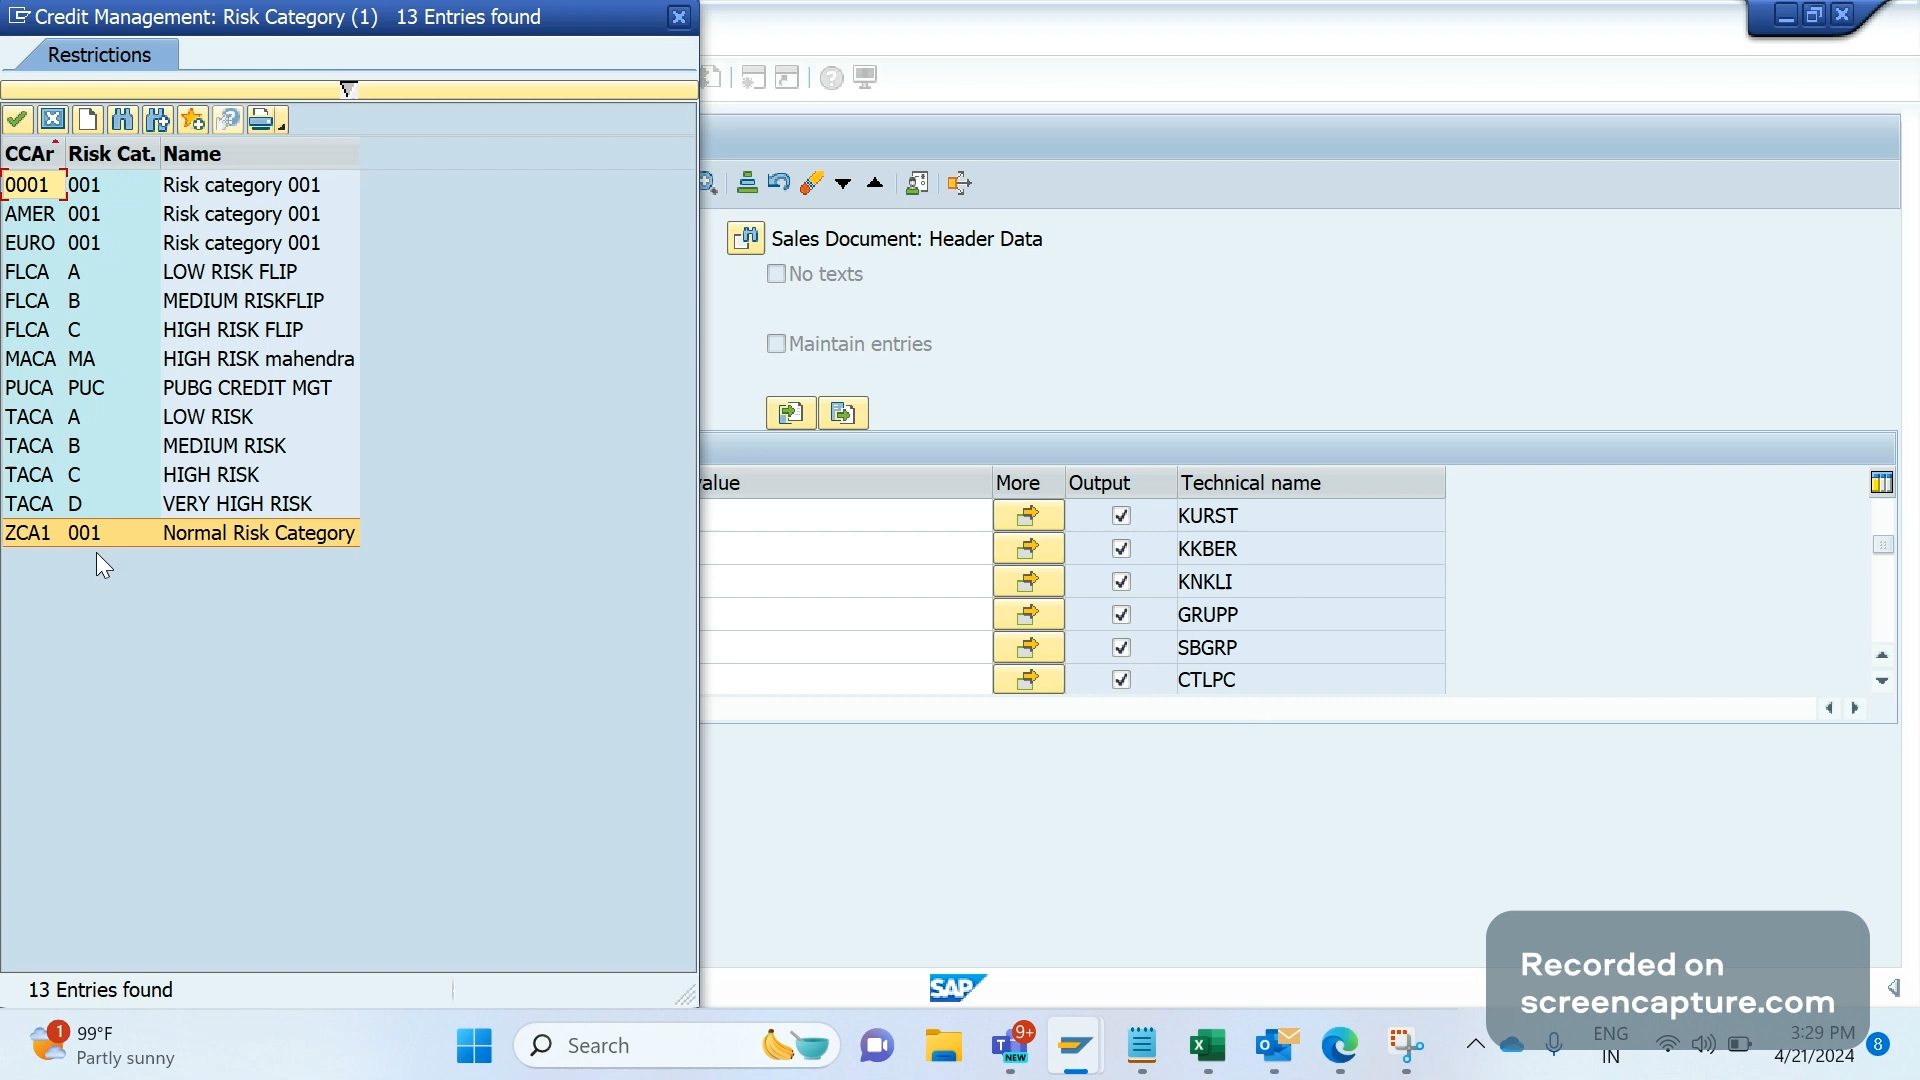 Credit Management: Risk Category (1) 13 Entries found
Restrictions
CCAr Risk Cat. Name
0001 001 Risk category 001
AMER 001 Risk category 001
EURO 001 Risk category 001
FLCA A LOW RISK FLIP
FLCA B MEDIUM RISKFLIP
FLCA C HIGH RISK FLIP
MACA MA HIGH RISK mahendra
PUCA PUC PUBG CREDIT MGT
TACA A LOW RISK
TACA B MEDIUM RISK
TACA C HIGH RISK
TACA D VERY HIGH RISK
ZCA1 001 Normal Risk Category
13 Entries found
Sales Document: Header Data
No texts
Maintain entries
alue More Output Technical name
KURST
KKBER
KNKLI
GRUPP
SBGRP
CTLPC
SAP
Recorded on
screencapture.com
1
99°F
Partly sunny
Search
9+
T
NEW
ENG
IN
3:29 PM
4/21/2024
8